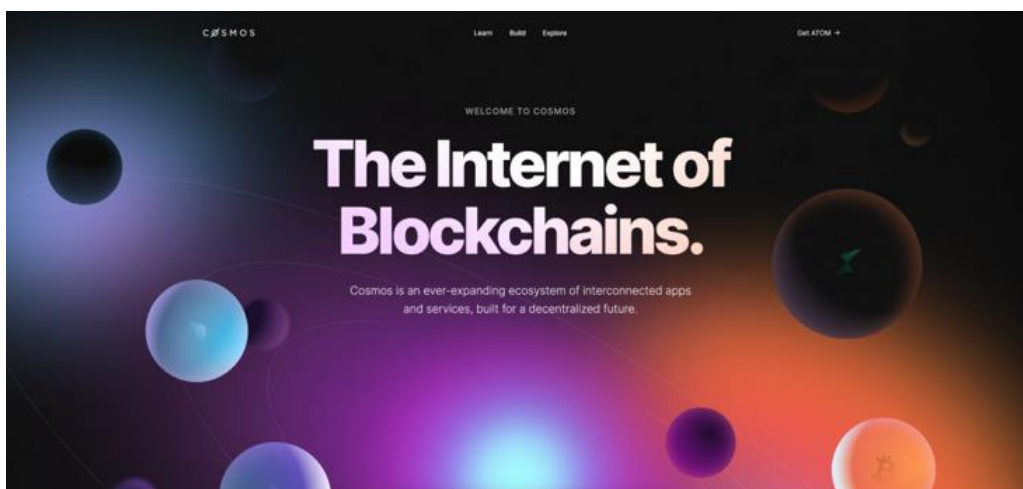 CØSMOS
Learn Build Explore
Get ATOM →
WELCOME TO COSMOS
The Internet of
Blockchains.
Cosmos is an ever-expanding ecosystem of interconnected apps
and services, built for a decentralized future.